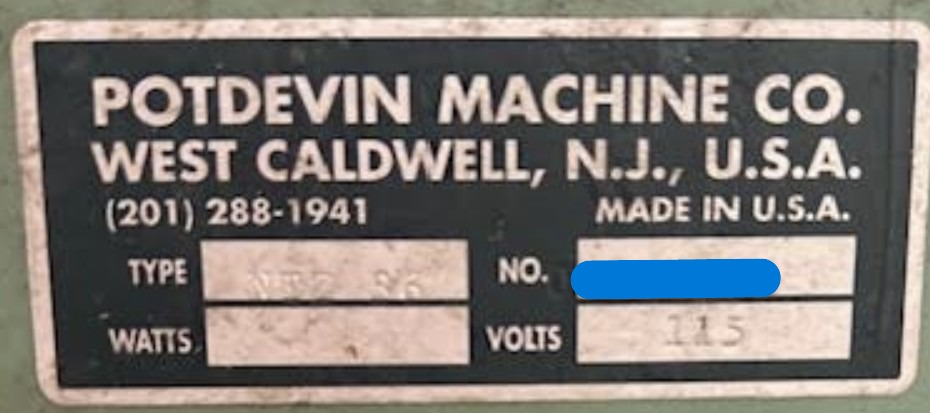 POTDEVIN MACHINE CO.
WEST CALDWELL, N.J., U.S.A.
(201) 288-1941 MADE IN U.S.A.
TYPE NO.
WATTS VOLTS 115